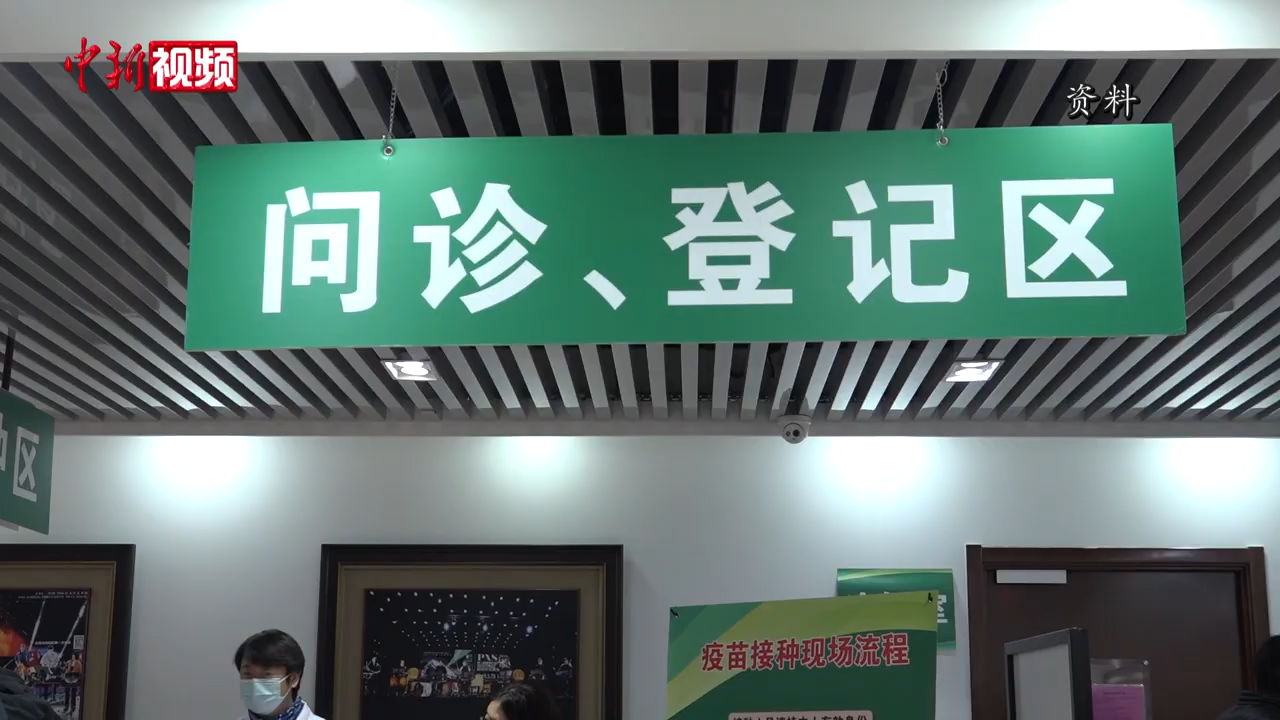 中新视频
资料
问诊、登记区
种区
疫苗接种现场流程